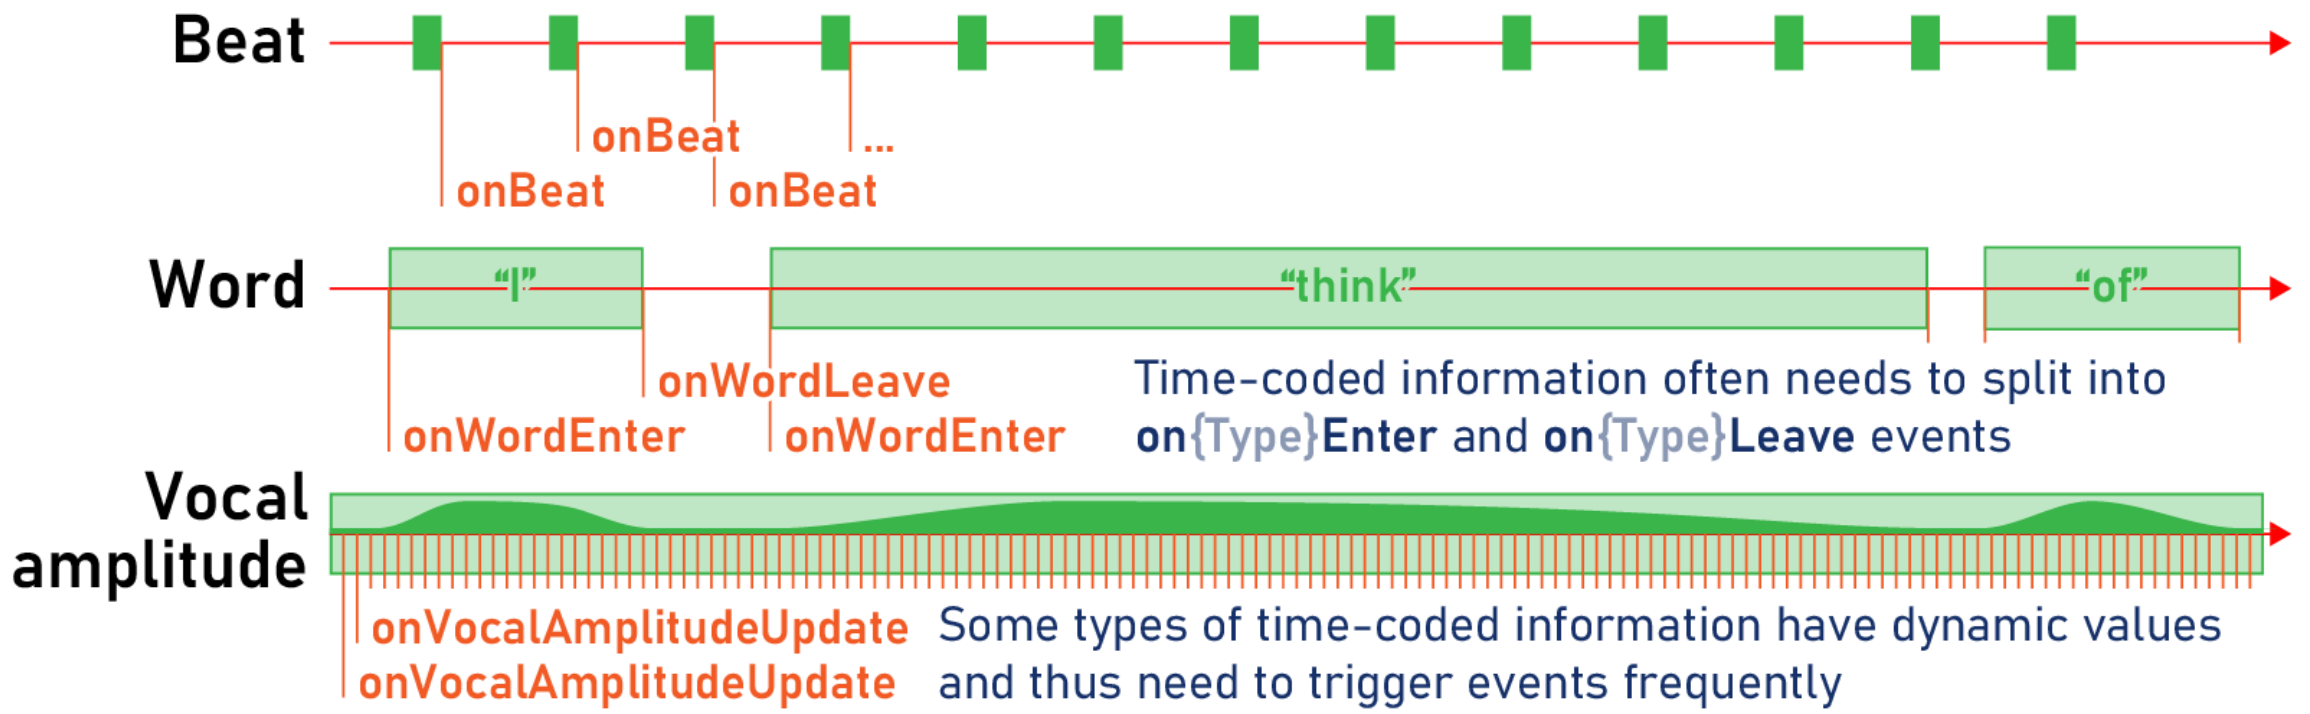 Beat
onBeat
...
onBeat
onBeat
Word
“I”
“think”
“of”
onWordLeave
onWordEnter
onWordEnter
Time-coded information often needs to split into
on{Type}Enter and on{Type}Leave events
Vocal
amplitude
onVocalAmplitudeUpdate
onVocalAmplitudeUpdate
Some types of time-coded information have dynamic values
and thus need to trigger events frequently